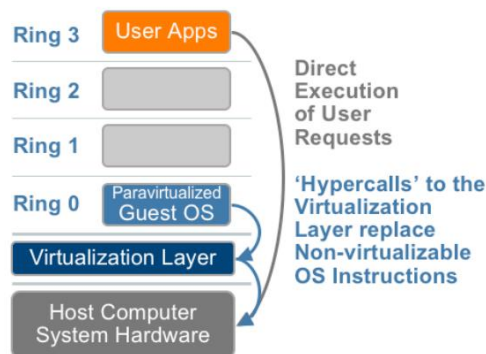 Ring 3
User Apps
Ring 2
Ring 1
Ring 0
Paravirtualized
Guest OS
Virtualization Layer
Host Computer
System Hardware
Direct
Execution
of User
Requests
‘Hypercalls’ to the
Virtualization
Layer replace
Non-virtualizable
OS Instructions